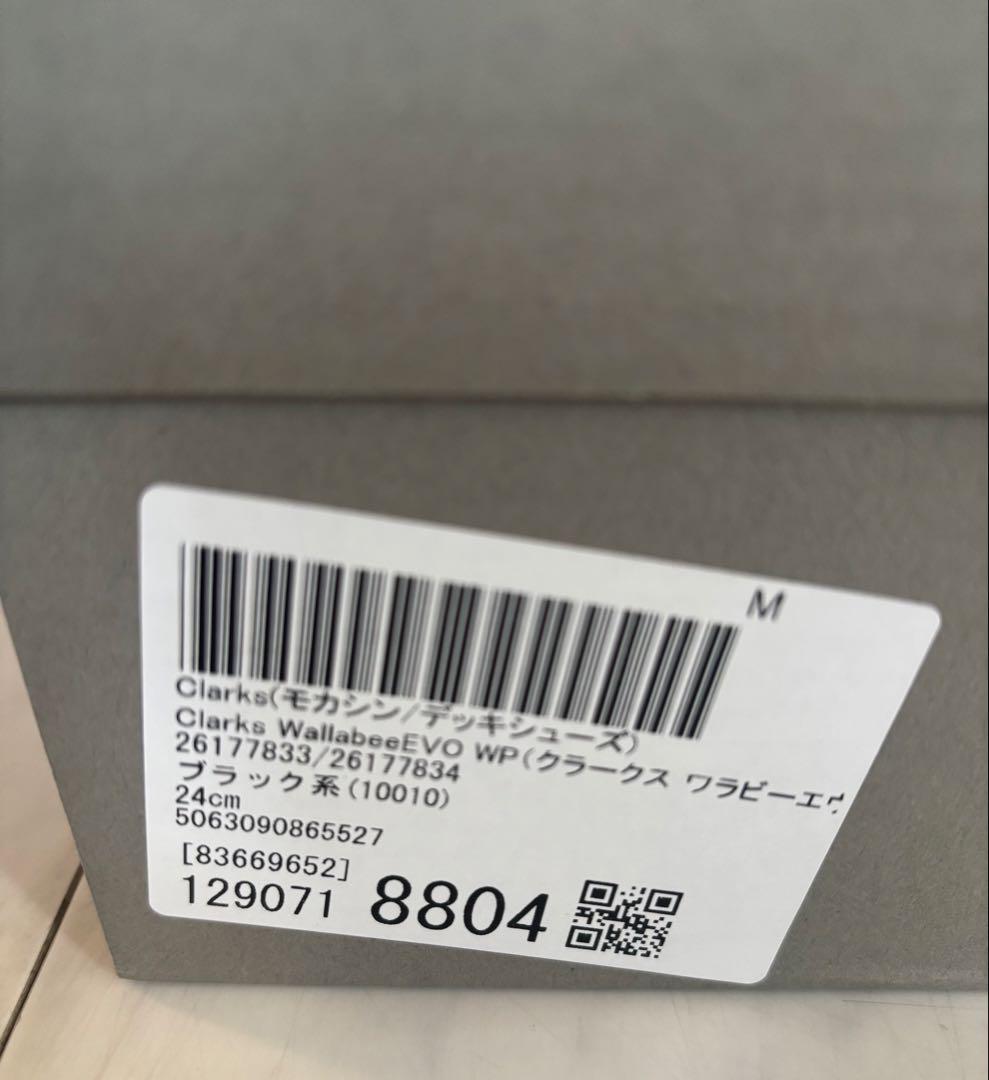 M
Clarks(モカシン/デッキシューズ)
Clarks WallabeeEVO WP(クラークス ワラビーエヴ
26177833/26177834
ブラック系(10010)
24cm
5063090865527
[83669652]
129071 8804